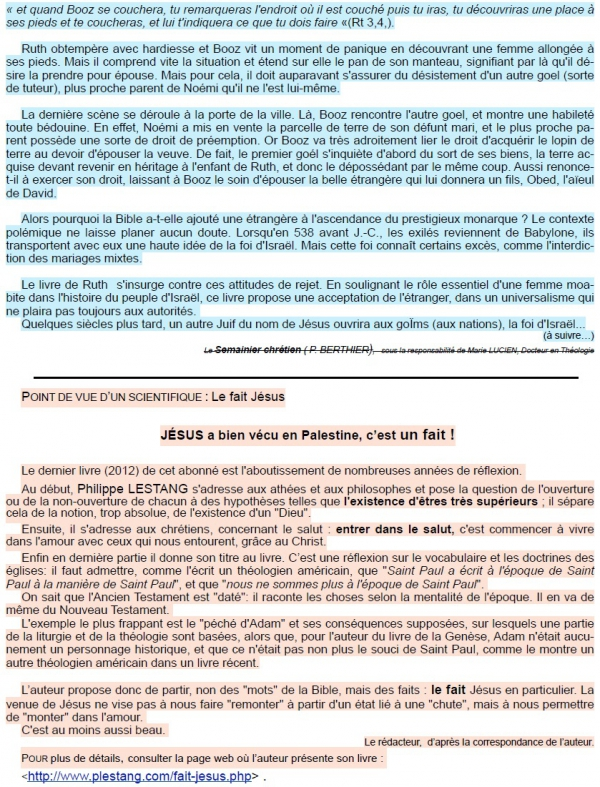 « et quand Booz se couchera, tu remarqueras l'endroit où il est couché puis tu iras, tu découvriras une place à
ses pieds et te coucheras, et lui t'indiquera ce que tu dois faire «(Rt 3,4,).
Ruth obtempère avec hardiesse et Booz vit un moment de panique en découvrant une femme allongée à
ses pieds. Mais il comprend vite la situation et étend sur elle le pan de son manteau, signifiant par là qu'il dé-
sire la prendre pour épouse. Mais pour cela, il doit auparavant s'assurer du désistement d'un autre goel (sorte
de tuteur), plus proche parent de Noémi qu'il ne l'est lui-même.
La dernière scène se déroule à la porte de la ville. Là, Booz rencontre l'autre goel, et montre une habileté
toute bédouine. En effet, Noémi a mis en vente la parcelle de terre de son défunt mari, et le plus proche pa-
rent possède une sorte de droit de préemption. Or Booz va très adroitement lier le droit d'acquérir le lopin de
terre au devoir d'épouser la veuve. De fait, le premier goél s'inquiète d'abord du sort de ses biens, la terre ac-
quise devant revenir en héritage à l'enfant de Ruth, et donc le dépossédant par le même coup. Aussi renonce-
t-il à exercer son droit, laissant à Booz le soin d'épouser la belle étrangère qui lui donnera un fils, Obed, l'aïeul
de David.
Alors pourquoi la Bible a-t-elle ajouté une étrangère à l'ascendance du prestigieux monarque ? Le contexte
polémique ne laisse planer aucun doute. Lorsqu'en 538 avant J.-C., les exilés reviennent de Babylone, ils
transportent avec eux une haute idée de la foi d'Israël. Mais cette foi connaît certains excès, comme l'interdic-
tion des mariages mixtes.
Le livre de Ruth s'insurge contre ces attitudes de rejet. En soulignant le rôle essentiel d'une femme moa-
bite dans l'histoire du peuple d'Israël, ce livre propose une acceptation de l'étranger, dans un universalisme qui
ne plaira pas toujours aux autorités.
Quelques siècles plus tard, un autre Juif du nom de Jésus ouvrira aux goÏms (aux nations), la foi d'Israël...
(à suivre…)
Le Semainier chrétien ( P. BERTHIER), sous la responsabilité de Marie LUCIEN, Docteur en Théologie
POINT DE VUE D'UN SCIENTIFIQUE : Le fait Jésus
JÉSUS a bien vécu en Palestine, c'est un fait !
Le dernier livre (2012) de cet abonné est l'aboutissement de nombreuses années de réflexion.
Au début, Philippe LESTANG s'adresse aux athées et aux philosophes et pose la question de l'ouverture
ou de la non-ouverture de chacun à des hypothèses telles que l'existence d'êtres très supérieurs ; il sépare
cela de la notion, trop absolue, de l'existence d'un "Dieu".
Ensuite, il s'adresse aux chrétiens, concernant le salut : entrer dans le salut, c'est commencer à vivre
dans l'amour avec ceux qui nous entourent, grâce au Christ.
Enfin en dernière partie il donne son titre au livre. C'est une réflexion sur le vocabulaire et les doctrines des
églises: il faut admettre, comme l'écrit un théologien américain, que "Saint Paul a écrit à l'époque de Saint
Paul à la manière de Saint Paul", et que "nous ne sommes plus à l'époque de Saint Paul".
On sait que l'Ancien Testament est "daté": il raconte les choses selon la mentalité de l'époque. Il en va de
même du Nouveau Testament.
L'exemple le plus frappant est le "péché d'Adam" et ses conséquences supposées, sur lesquels une partie
de la liturgie et de la théologie sont basées, alors que, pour l'auteur du livre de la Genèse, Adam n'était aucu-
nement un personnage historique, et que ce n'était pas non plus le souci de Saint Paul, comme le montre un
autre théologien américain dans un livre récent.
L'auteur propose donc de partir, non des "mots" de la Bible, mais des faits : le fait Jésus en particulier. La
venue de Jésus ne vise pas à nous faire "remonter" à partir d'un état lié à une "chute", mais à nous permettre
de "monter" dans l'amour.
C'est au moins aussi beau.
Le rédacteur, d'après la correspondance de l'auteur.
POUR plus de détails, consulter la page web où l'auteur présente son livre :
<http://www.plestang.com/fait-jesus.php> .